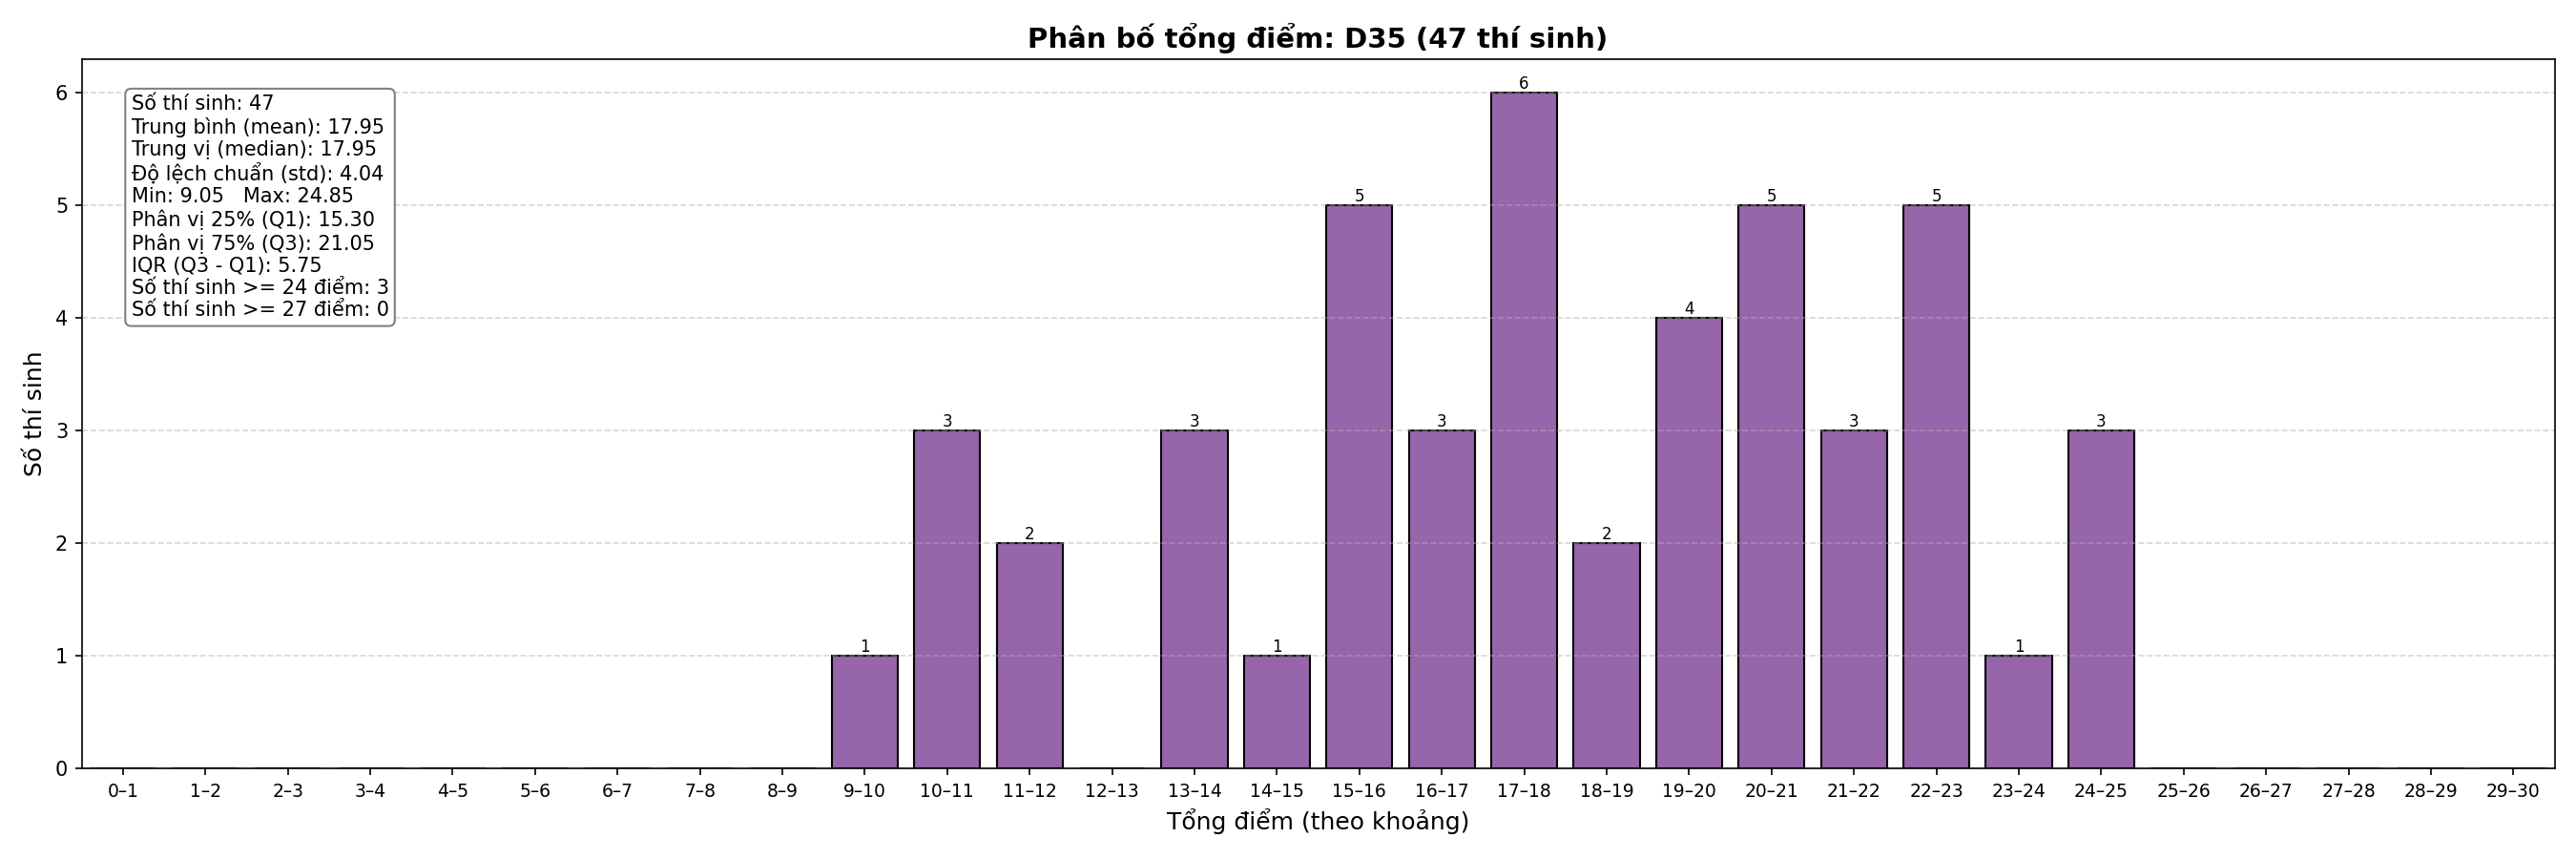 Phân bố tổng điểm: D35 (47 thí sinh)
Số thí sinh: 47
Trung bình (mean): 17.95
Trung vị (median): 17.95
Độ lệch chuẩn (std): 4.04
Min: 9.05   Max: 24.85
Phân vị 25% (Q1): 15.30
Phân vị 75% (Q3): 21.05
IQR (Q3 - Q1): 5.75
Số thí sinh >= 24 điểm: 3
Số thí sinh >= 27 điểm: 0
Số thí sinh
6
5
4
3
2
1
0
1
3
2
3
1
5
3
6
2
4
5
3
5
1
3
0–1 1–2 2–3 3–4 4–5 5–6 6–7 7–8 8–9 9–10 10–11 11–12 12–13 13–14 14–15 15–16 16–17 17–18 18–19 19–20 20–21 21–22 22–23 23–24 24–25 25–26 26–27 27–28 28–29 29–30
Tổng điểm (theo khoảng)